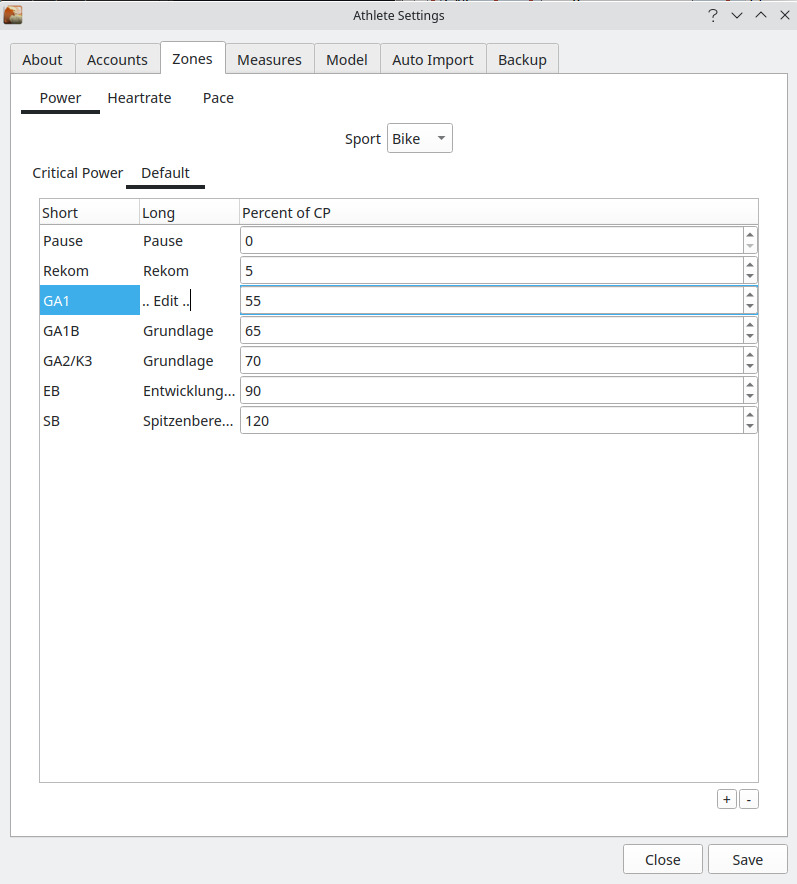 Athlete Settings
?
About Accounts Zones Measures Model Auto Import Backup
Power Heartrate Pace
Sport Bike
Critical Power Default
Short Long Percent of CP
Pause Pause 0
Rekom Rekom 5
GA1 .. Edit .. 55
GA1B Grundlage 65
GA2/K3 Grundlage 70
EB Entwicklung... 90
SB Spitzenbere... 120
+ -
Close Save